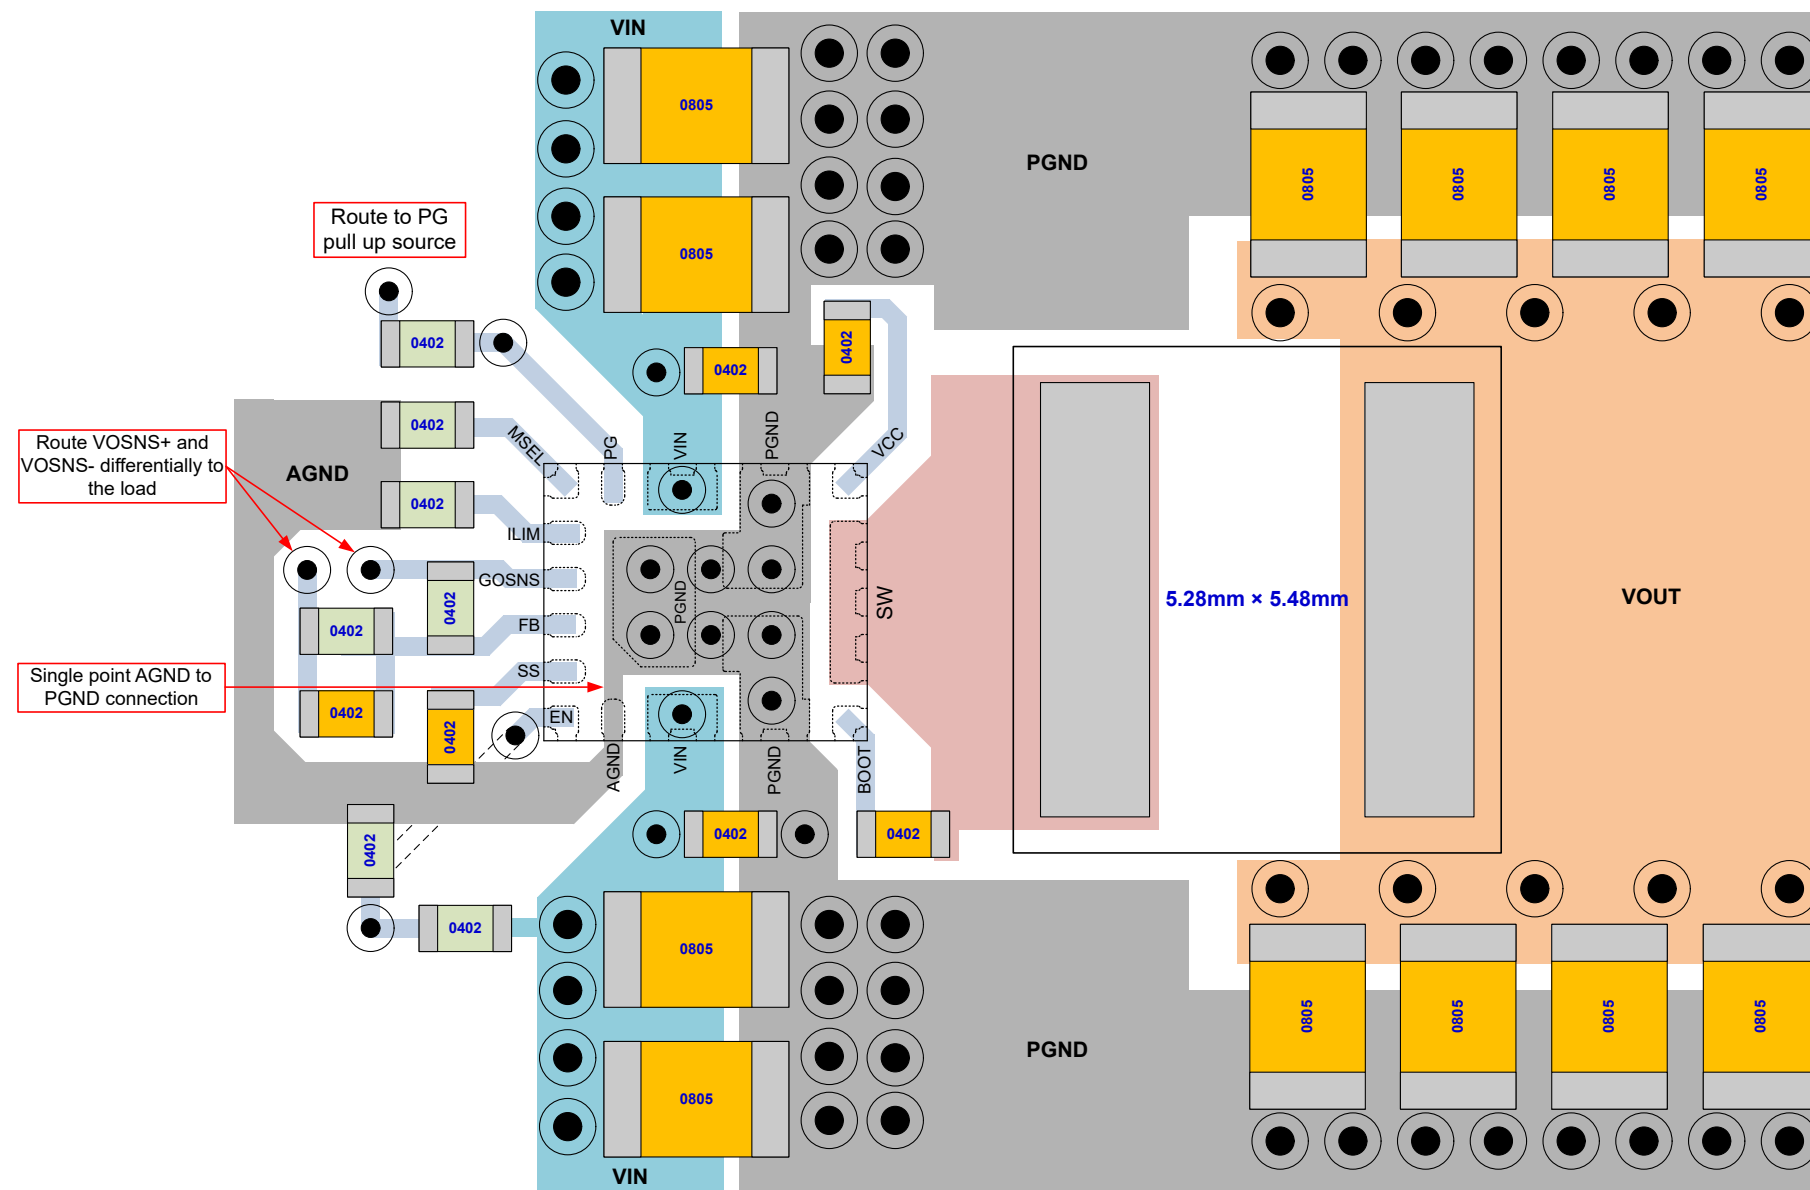 VIN
0805
PGND
0805
0805
0805
0805
Route to PG
pull up source
0805
0402
0402
0402
0402
MSEL
PG
VIN
PGND
VCC
Route VOSNS+ and
VOSNS- differentially to
the load
AGND
0402
ILIM
GOSNS
0402
PGND
SW
5.28mm × 5.48mm
VOUT
0402
FB
Single point AGND to
PGND connection
SS
0402
0402
EN
AGND
VIN
PGND
BOOT
0402
0402
0402
0402
0805
0805
0805
0805
0805
PGND
0805
VIN